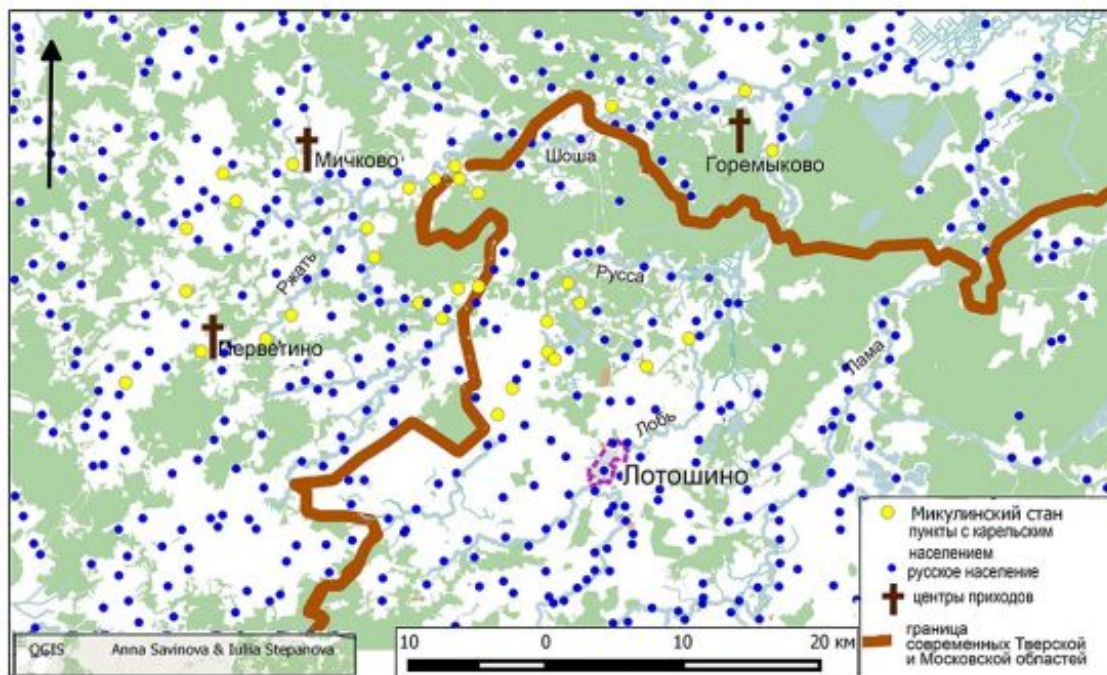 Мичково
Шоша
Горемыково
Ржать
Русса
Перветино
Лама
Лобь
Лотошино
Микулинский стан
пункты с карельским
населением
русское население
центры приходов
граница
современных Тверской
и Московской областей
QGIS Anna Savinova & Iuliia Stepanova
10 0 10 20 км